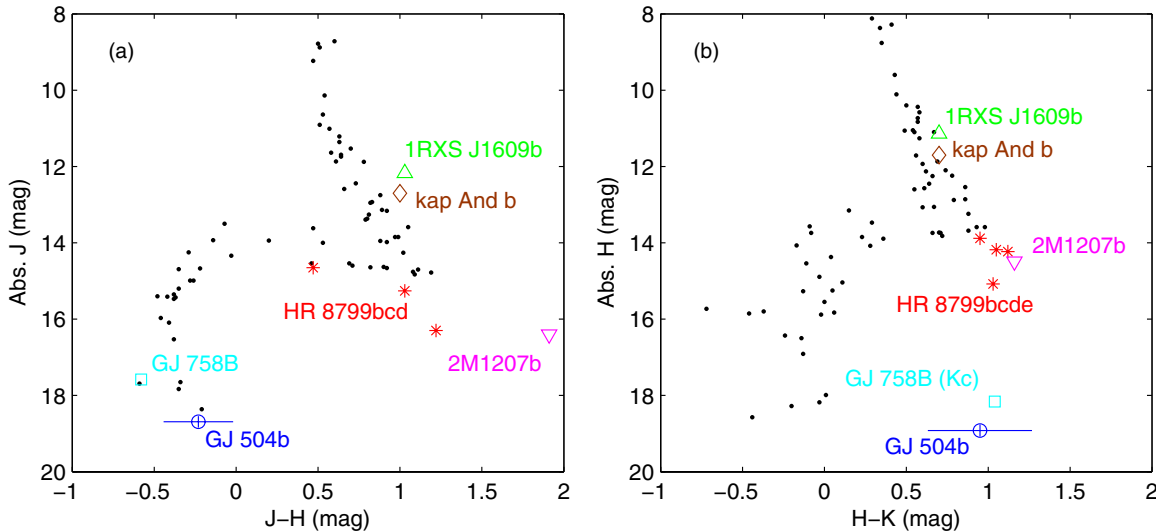 (a)
1RXS J1609b
kap And b
HR 8799bcd
2M1207b
GJ 758B
GJ 504b
8
10
12
14
16
18
20
Abs. J (mag)
−1
−0.5
0
0.5
1
1.5
2
J−H (mag)
(b)
1RXS J1609b
kap And b
2M1207b
HR 8799bcde
GJ 758B (Kc)
GJ 504b
8
10
12
14
16
18
20
Abs. H (mag)
−1
−0.5
0
0.5
1
1.5
2
H−K (mag)